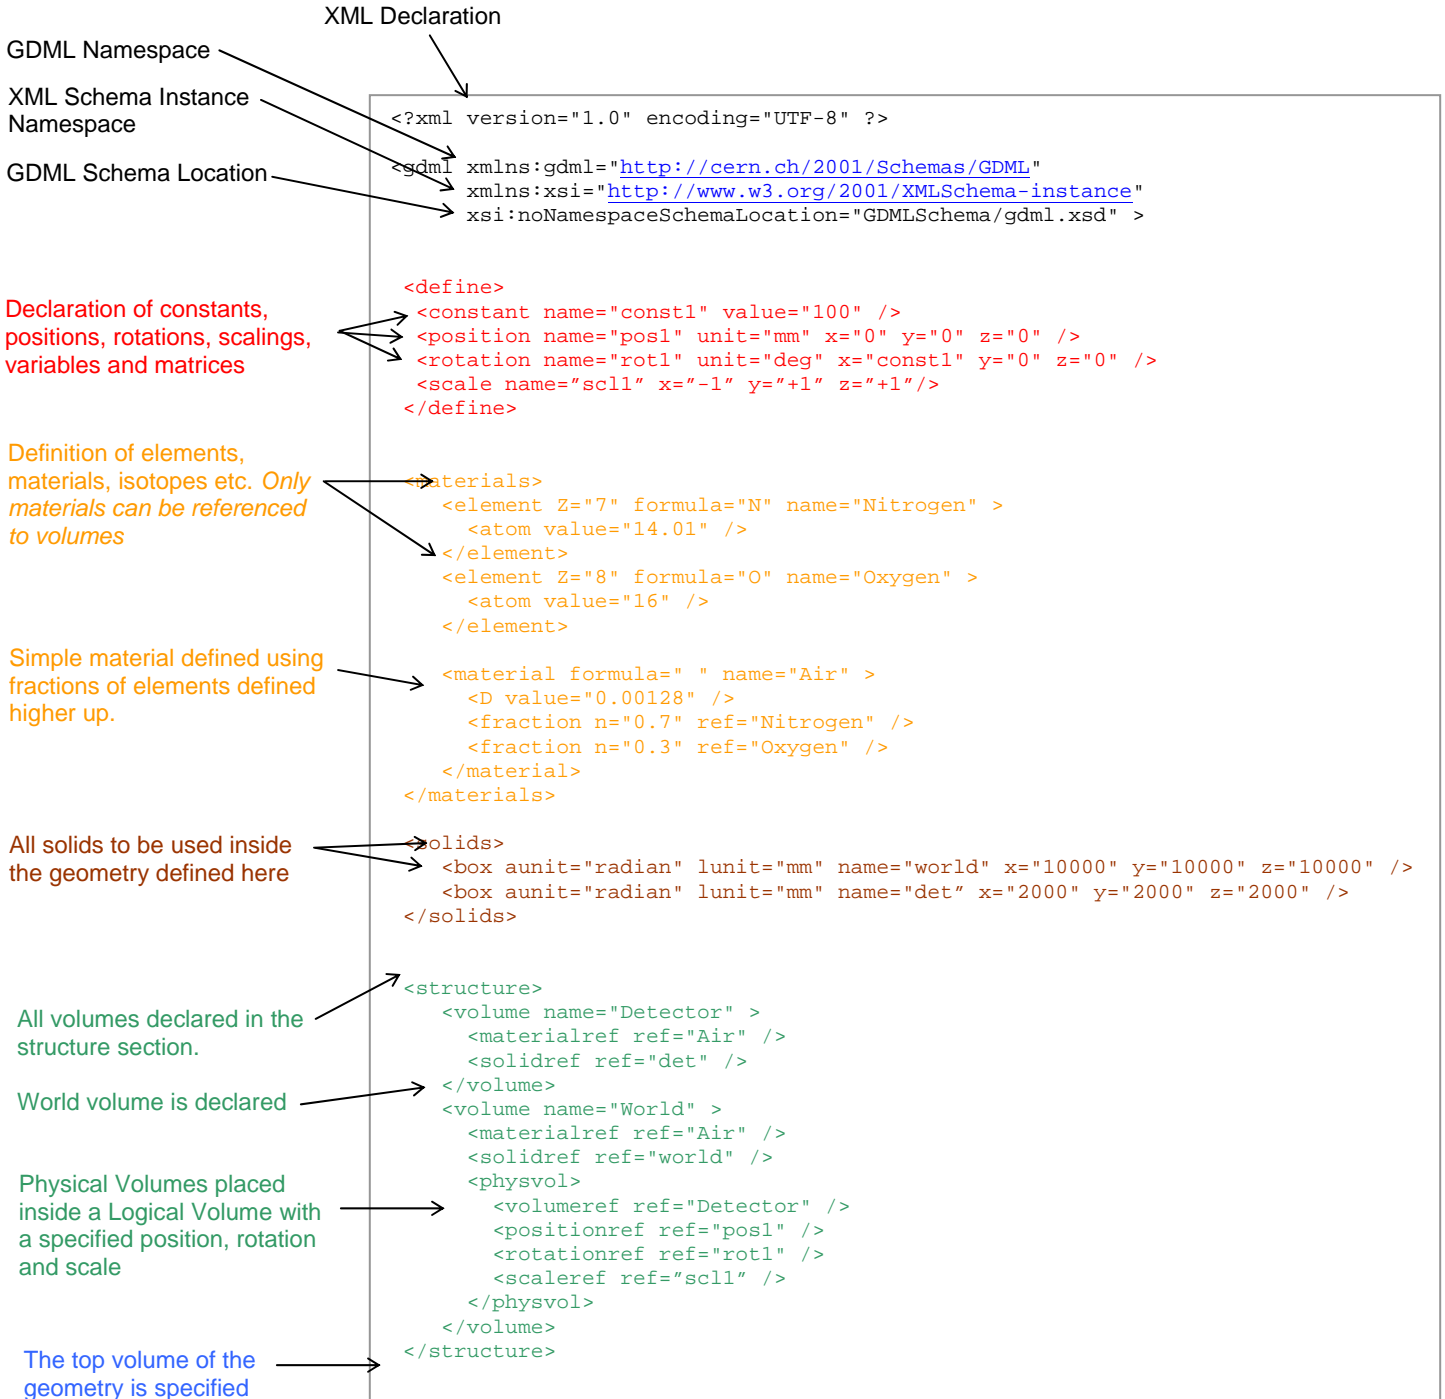 XML Declaration
GDML Namespace
XML Schema Instance
Namespace
GDML Schema Location
<?xml version="1.0" encoding="UTF-8" ?>
<gdml xmlns:gdml="http://cern.ch/2001/Schemas/GDML"
xmlns:xsi="http://www.w3.org/2001/XMLSchema-instance"
xsi:noNamespaceSchemaLocation="GDMLSchema/gdml.xsd" >
Declaration of constants,
positions, rotations, scalings,
variables and matrices
<define>
<constant name="const1" value="100" />
<position name="pos1" unit="mm" x="0" y="0" z="0" />
<rotation name="rot1" unit="deg" x="const1" y="0" z="0" />
<scale name=”scl1” x=”-1” y=”+1” z=”+1”/>
</define>
Definition of elements,
materials, isotopes etc. Only
materials can be referenced
to volumes
<materials>
<element Z="7" formula="N" name="Nitrogen" >
<atom value="14.01" />
</element>
<element Z="8" formula="O" name="Oxygen" >
<atom value="16" />
</element>
Simple material defined using
fractions of elements defined
higher up.
<material formula=" " name="Air" >
<D value="0.00128" />
<fraction n="0.7" ref="Nitrogen" />
<fraction n="0.3" ref="Oxygen" />
</material>
</materials>
All solids to be used inside
the geometry defined here
<solids>
<box aunit="radian" lunit="mm" name="world" x="10000" y="10000" z="10000" />
<box aunit="radian" lunit="mm" name="det” x="2000" y="2000" z="2000" />
</solids>
All volumes declared in the
structure section.
World volume is declared
Physical Volumes placed
inside a Logical Volume with
a specified position, rotation
and scale
<structure>
<volume name="Detector" >
<materialref ref="Air" />
<solidref ref="det" />
</volume>
<volume name="World" >
<materialref ref="Air" />
<solidref ref="world" />
<physvol>
<volumeref ref="Detector" />
<positionref ref="pos1" />
<rotationref ref="rot1" />
<scaleref ref=”scl1” />
</physvol>
</volume>
</structure>
The top volume of the
geometry is specified